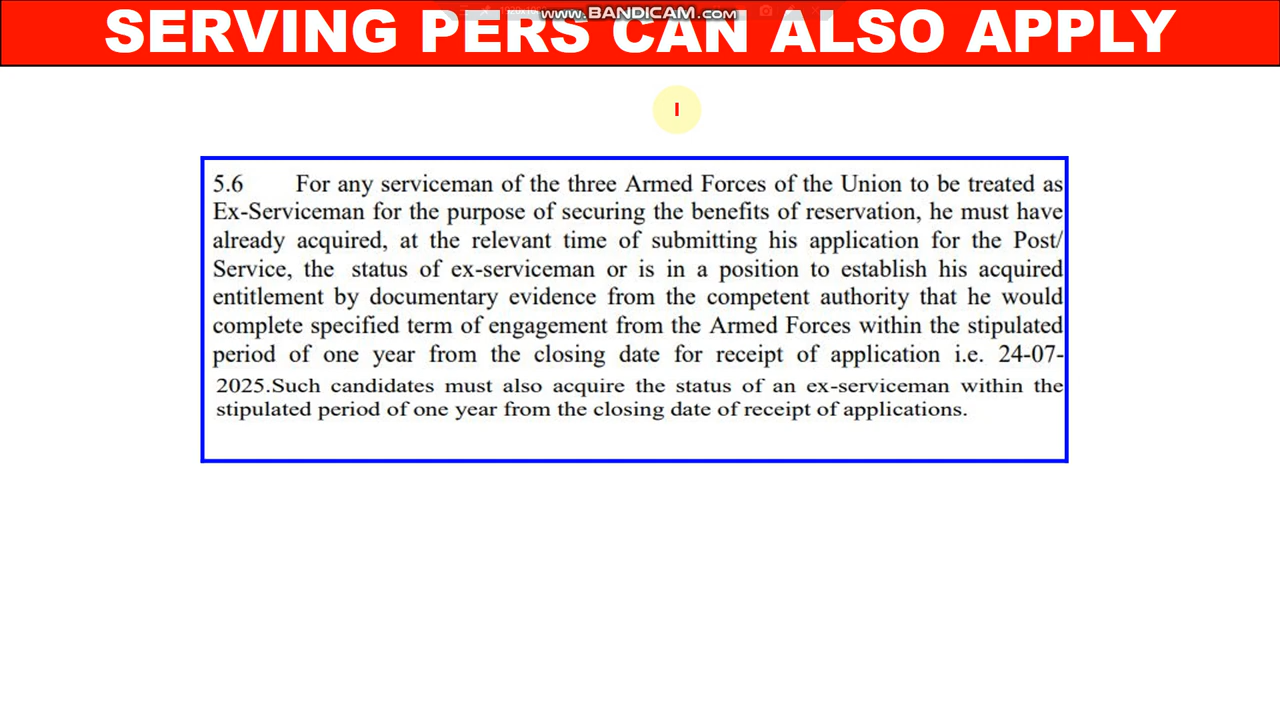 www.BANDICAM.com
SERVING PERS CAN ALSO APPLY
5.6 For any serviceman of the three Armed Forces of the Union to be treated as
Ex-Serviceman for the purpose of securing the benefits of reservation, he must have
already acquired, at the relevant time of submitting his application for the Post/
Service, the status of ex-serviceman or is in a position to establish his acquired
entitlement by documentary evidence from the competent authority that he would
complete specified term of engagement from the Armed Forces within the stipulated
period of one year from the closing date for receipt of application i.e. 24-07-
2025.Such candidates must also acquire the status of an ex-serviceman within the
stipulated period of one year from the closing date of receipt of applications.